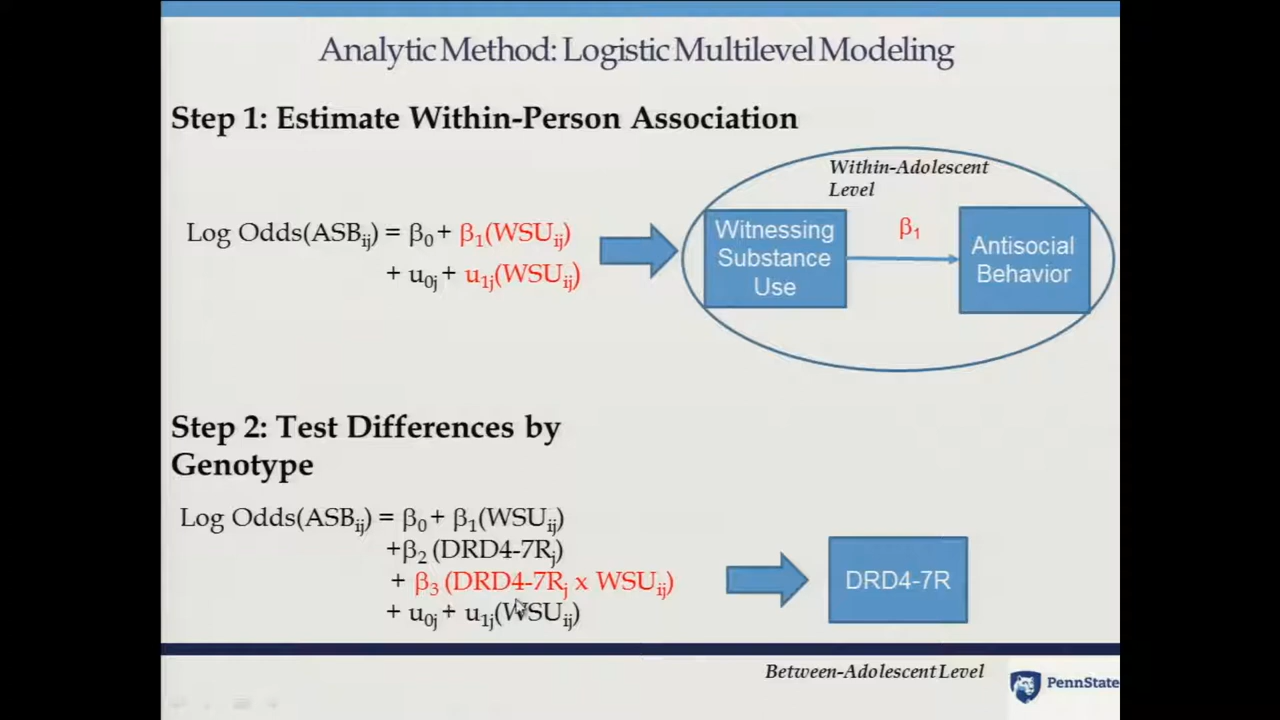 Analytic Method: Logistic Multilevel Modeling
Step 1: Estimate Within-Person Association
Log Odds(ASBij) = β0 + β1(WSUij)
+ u0j + u1j(WSUij)
Within-Adolescent
Level
Witnessing
Substance
Use
β1
Antisocial
Behavior
Step 2: Test Differences by
Genotype
Log Odds(ASBij) = β0 + β1(WSUij)
+β2 (DRD4-7Rj)
+ β3 (DRD4-7Rj x WSUij)
+ u0j + u1j(WSUij)
DRD4-7R
Between-Adolescent Level
PennState